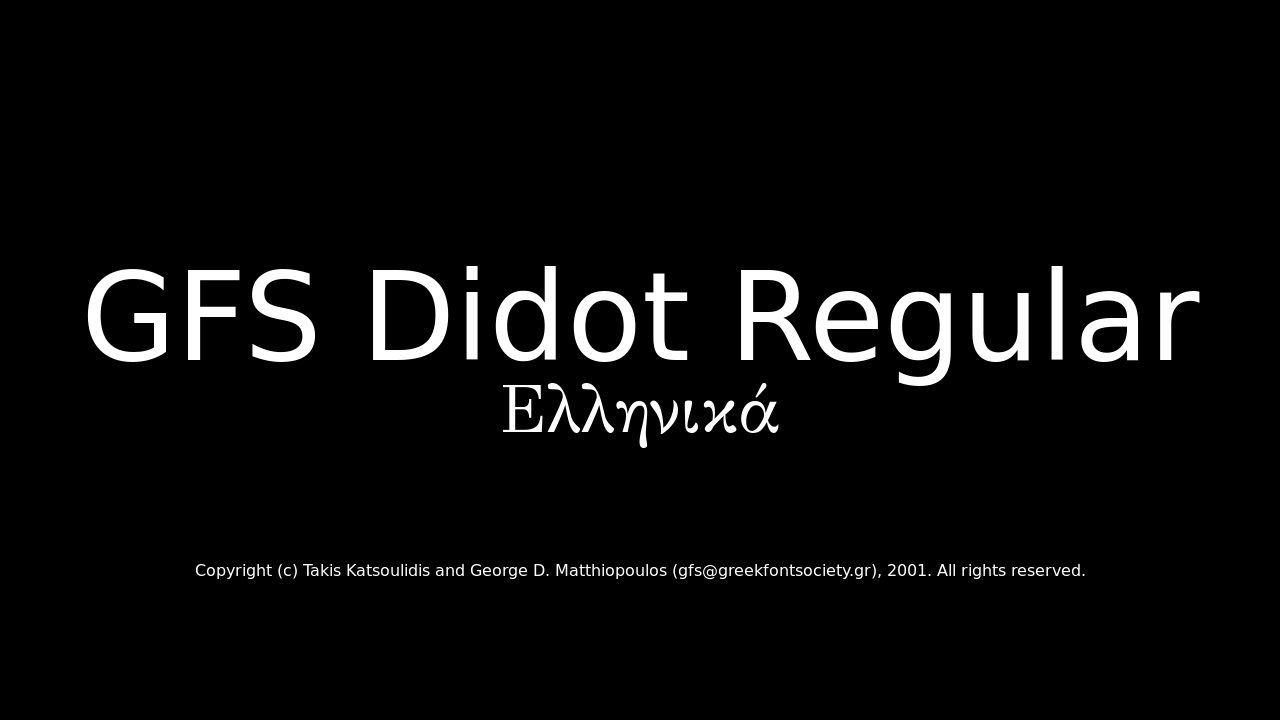 GFS Didot Regular
Ελληνικά
Copyright (c) Takis Katsoulidis and George D. Matthiopoulos (gfs@greekfontsociety.gr), 2001. All rights reserved.